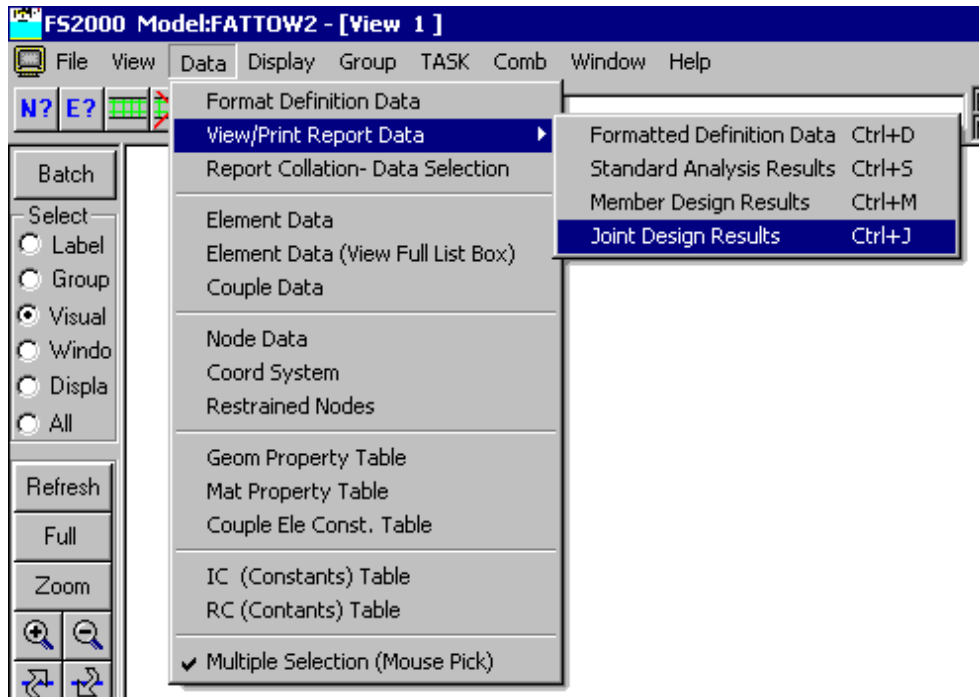 FS2000 Model:FATTOW2 - [View 1 ]
File View Data Display Group TASK Comb Window Help
N? E?
Batch
Select
Label
Group
Visual
Windo
Displa
All
Refresh
Full
Zoom
Format Definition Data
View/Print Report Data
Report Collation- Data Selection
Element Data
Element Data (View Full List Box)
Couple Data
Node Data
Coord System
Restrained Nodes
Geom Property Table
Mat Property Table
Couple Ele Const. Table
IC (Constants) Table
RC (Contants) Table
Multiple Selection (Mouse Pick)
Formatted Definition Data Ctrl+D
Standard Analysis Results Ctrl+S
Member Design Results Ctrl+M
Joint Design Results Ctrl+J